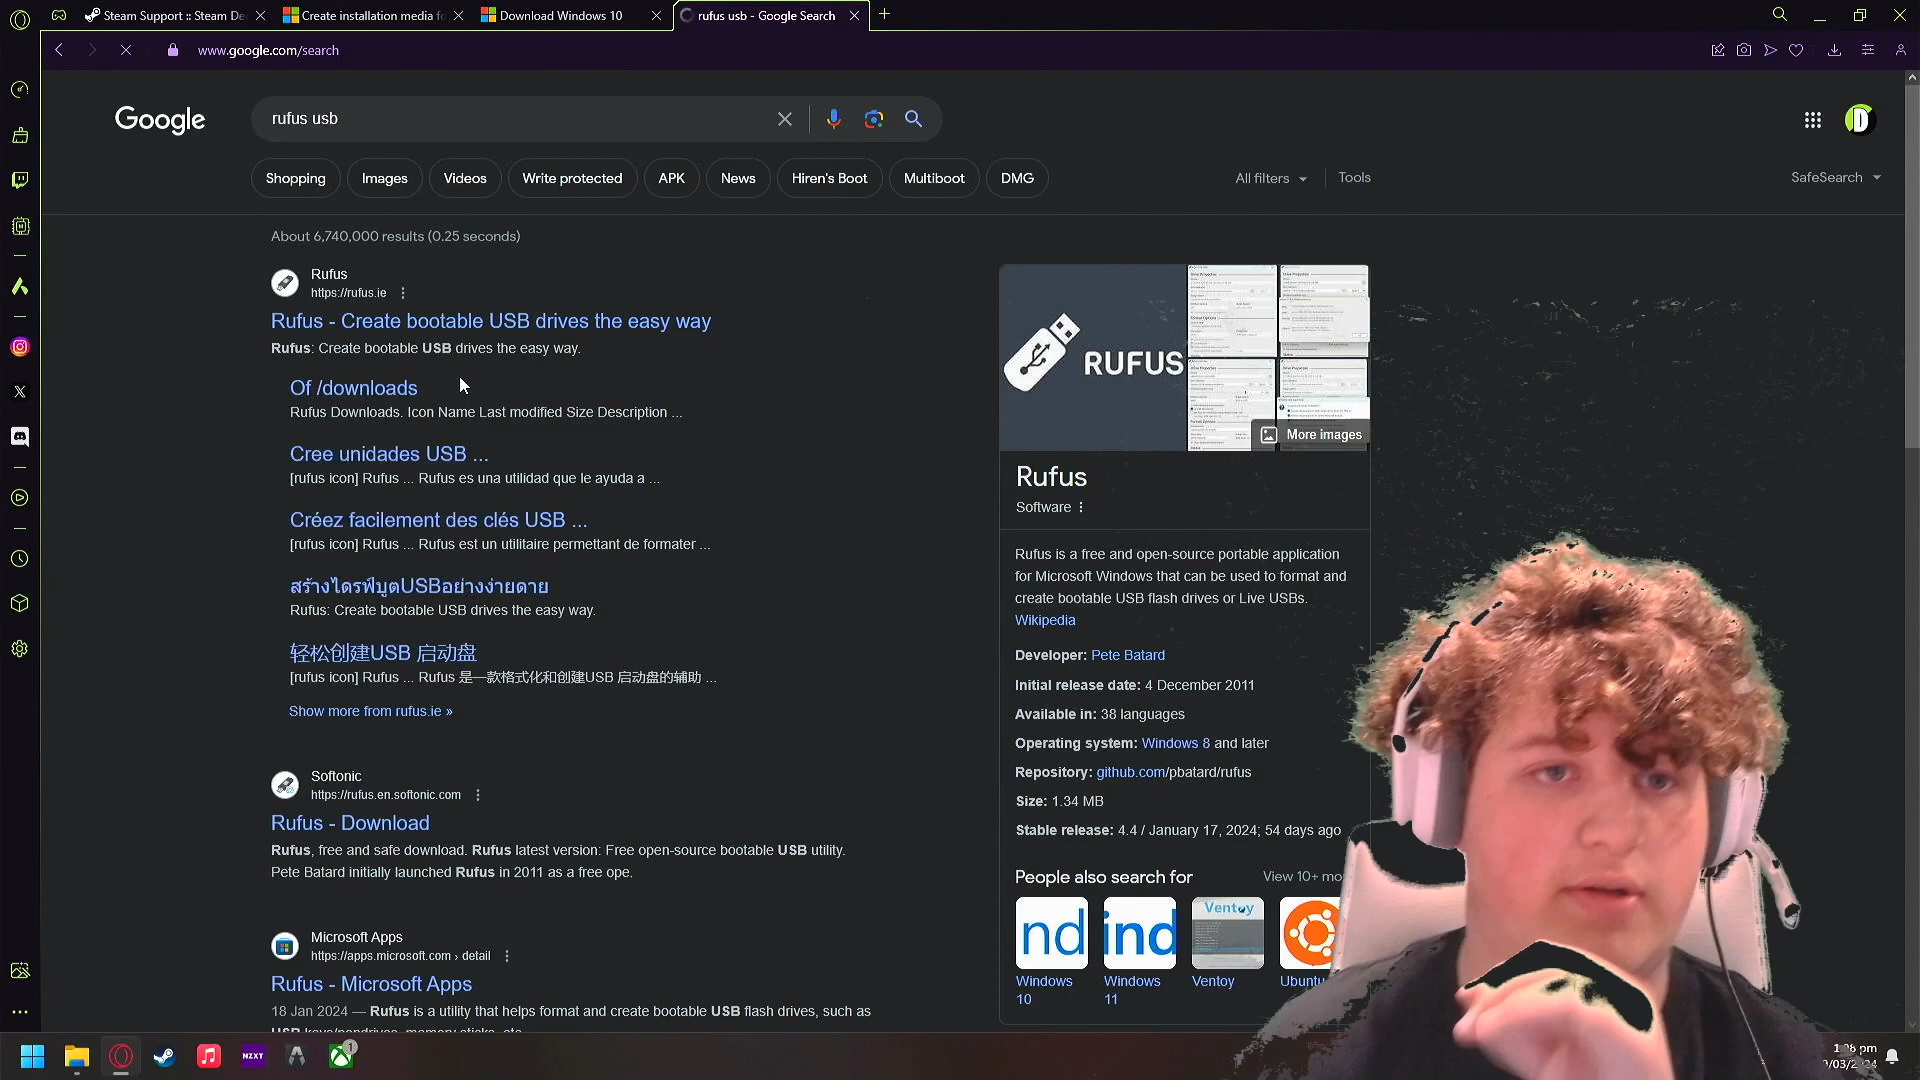 Steam Support :: Steam De
Create installation media fo
Download Windows 10
rufus usb - Google Search
www.google.com/search
Google
rufus usb
Shopping
Images
Videos
Write protected
APK
News
Hiren's Boot
Multiboot
DMG
All filters
Tools
SafeSearch
About 6,740,000 results (0.25 seconds)
Rufus
https://rufus.ie
Rufus - Create bootable USB drives the easy way
Rufus: Create bootable USB drives the easy way.
Of /downloads
Rufus Downloads. Icon Name Last modified Size Description ...
Cree unidades USB ...
[rufus icon] Rufus ... Rufus es una utilidad que le ayuda a ...
Créez facilement des clés USB ...
[rufus icon] Rufus ... Rufus est un utilitaire permettant de formater ...
สร้างไดรฟ์บูตUSBอย่างง่ายดาย
Rufus: Create bootable USB drives the easy way.
轻松创建USB 启动盘
[rufus icon] Rufus ... Rufus 是一款格式化和创建USB 启动盘的辅助 ...
Show more from rufus.ie »
Softonic
https://rufus.en.softonic.com
Rufus - Download
Rufus, free and safe download. Rufus latest version: Free open-source bootable USB utility.
Pete Batard initially launched Rufus in 2011 as a free ope.
Microsoft Apps
https://apps.microsoft.com › detail
Rufus - Microsoft Apps
18 Jan 2024 — Rufus is a utility that helps format and create bootable USB flash drives, such as
USB keys/pendrives, memory sticks, etc.
RUFUS
More images
Rufus
Software
Rufus is a free and open-source portable application
for Microsoft Windows that can be used to format and
create bootable USB flash drives or Live USBs.
Wikipedia
Developer: Pete Batard
Initial release date: 4 December 2011
Available in: 38 languages
Operating system: Windows 8 and later
Repository: github.com/pbatard/rufus
Size: 1.34 MB
Stable release: 4.4 / January 17, 2024; 54 days ago
People also search for
View 10+ mo
nd
ind
Ventoy
Windows
10
Windows
11
Ventoy
Ubuntu
NZXT
1
pm